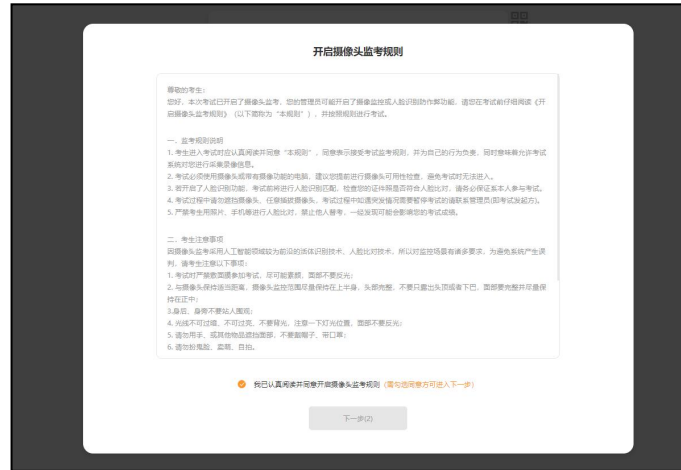 开启摄像头监考规则
尊敬的考生：
您好，本次考试已开启了摄像头监考，您的管理员可能开启了摄像监控或人脸识别防作弊功能，请您在考试前仔细阅读《开
启摄像头监考规则》（以下简称为“本规则”），并按照规则进行考试。
一、监考规则说明
1. 考生进入考试时应认真阅读并同意“本规则”，同意表示接受考试监考规则，并为自己的行为负责，同时意味着允许考试
系统对您进行采集录像信息。
2. 考试必须使用摄像头或带有摄像功能的电脑，建议您提前进行摄像头可用性检查，避免考试时无法进入。
3. 若开启了人脸识别功能，考试前将进行人脸识别匹配，检查您的证件照是否符合人脸比对，请务必保证系本人参与考试。
4. 考试过程中请勿遮挡摄像头、任意插拔摄像头，考试过程中如遇突发情况需要暂停考试的请联系管理员(即考试发起方)。
5. 严禁考生用照片、手机等进行人脸比对，禁止他人替考，一经发现可能会影响您的考试成绩。
二、考生注意事项
因摄像头监考采用人工智能领域较为前沿的活体识别技术、人脸比对技术，所以对监控场景有诸多要求，为避免系统产生误
判，请考生注意以下事项：
1. 考试时严禁敷面膜参加考试，尽可能素颜，面部不要反光；
2. 与摄像头保持适当距离，摄像头监控范围尽量保持在上半身，头部完整，不要只露出头顶或者下巴，面部要完整并尽量保
持在正中；
3.身后、身旁不要站人围观；
4. 光线不可过暗、不可过亮、不要背光，注意一下灯光位置，面部不要反光；
5. 请勿用手、或其他物品遮挡面部，不要戴帽子、带口罩；
6. 请勿扮鬼脸、卖萌、自拍。
我已认真阅读并同意开启摄像头监考规则（需勾选同意方可进入下一步）
下一步(2)